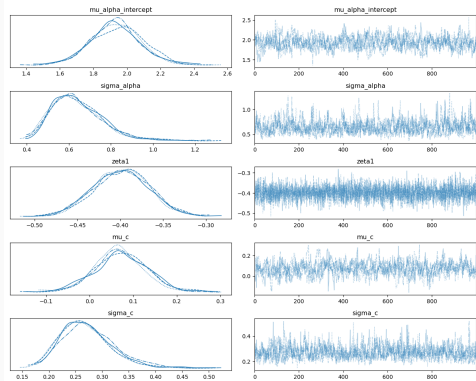 mu_alpha_intercept mu_alpha_intercept
2.5
2.0
1.5
1.4 1.6 1.8 2.0 2.2 2.4 2.6 0 200 400 600 800
sigma_alpha sigma_alpha
1.0
0.5
0.4 0.6 0.8 1.0 1.2 0 200 400 600 800
zeta1 zeta1
−0.3
−0.4
−0.5
−0.50 −0.45 −0.40 −0.35 −0.30 0 200 400 600 800
mu_c mu_c
0.2
0.0
−0.1 0.0 0.1 0.2 0.3 0 200 400 600 800
sigma_c sigma_c
0.4
0.2
0.15 0.20 0.25 0.30 0.35 0.40 0.45 0.50 0 200 400 600 800